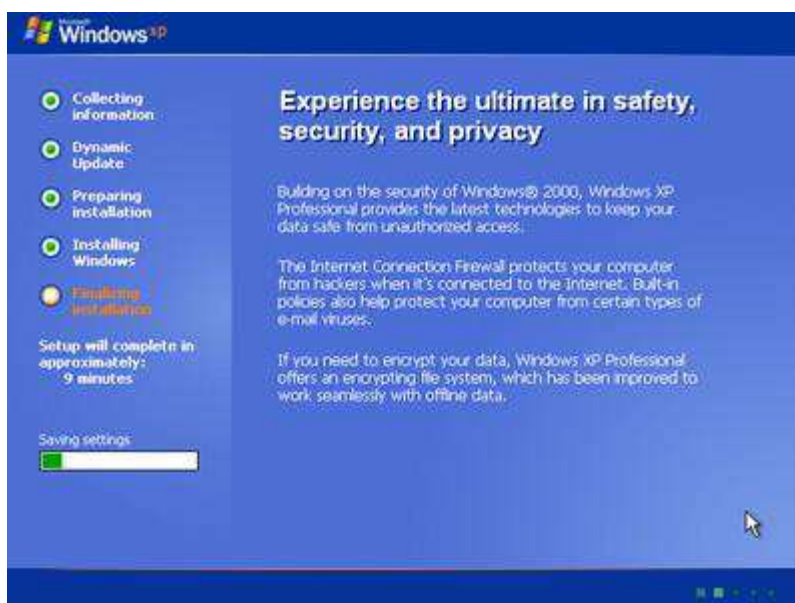 Microsoft
Windows xp
Collecting
information
Dynamic
Update
Preparing
installation
Installing
Windows
Finalizing
installation
Setup will complete in
approximately:
9 minutes
Saving settings
Experience the ultimate in safety,
security, and privacy
Building on the security of Windows® 2000, Windows XP
Professional provides the latest technologies to keep your
data safe from unauthorized access.
The Internet Connection Firewall protects your computer
from hackers when it's connected to the Internet. Built-in
policies also help protect your computer from certain types of
e-mail viruses.
If you need to encrypt your data, Windows XP Professional
offers an encrypting file system, which has been improved to
work seamlessly with offline data.